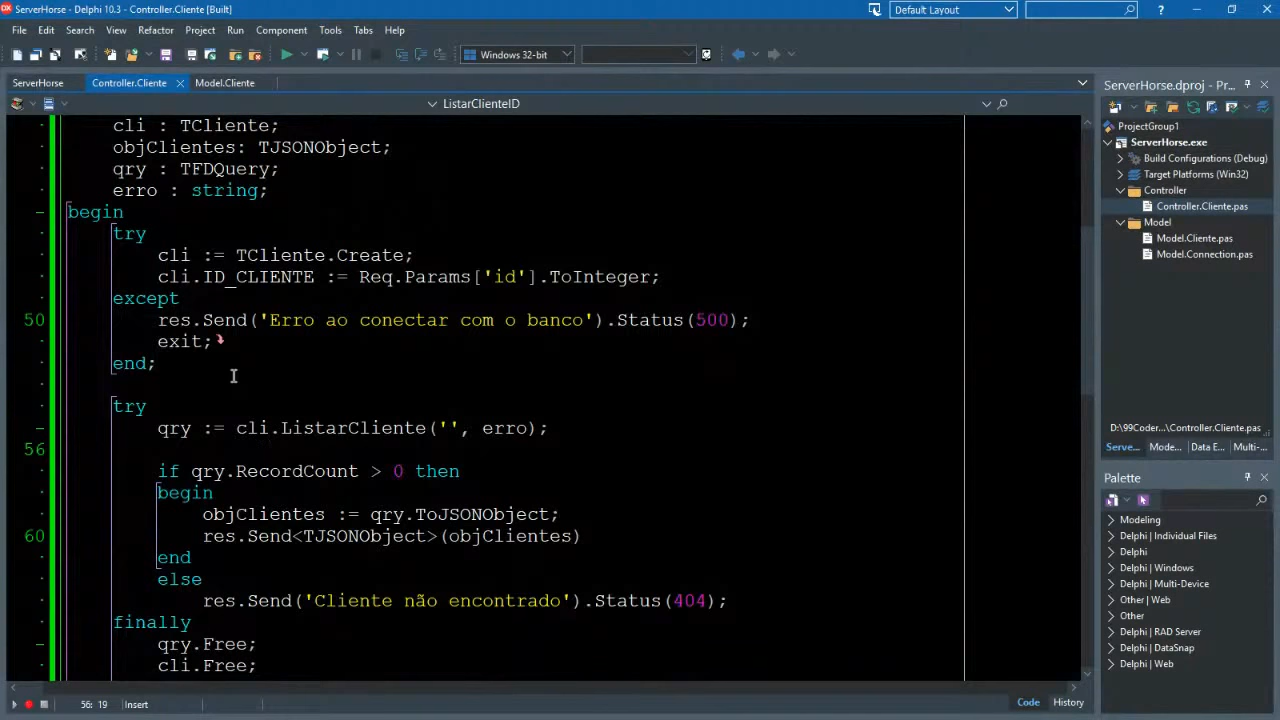 ServerHorse - Delphi 10.3 - Controller.Cliente [Built]
Default Layout
File Edit Search View Refactor Project Run Component Tools Tabs Help
Windows 32-bit
ServerHorse Controller.Cliente Model.Cliente
ListarClienteID
cli : TCliente;
objClientes: TJSONObject;
qry : TFDQuery;
erro : string;
begin
try
cli := TCliente.Create;
cli.ID_CLIENTE := Req.Params['id'].ToInteger;
except
50 res.Send('Erro ao conectar com o banco').Status(500);
exit;
end;
try
qry := cli.ListarCliente('', erro);
56
if qry.RecordCount > 0 then
begin
objClientes := qry.ToJSONObject;
60 res.Send<TJSONObject>(objClientes)
end
else
res.Send('Cliente não encontrado').Status(404);
finally
qry.Free;
cli.Free;
56: 19 Insert
Code History
ServerHorse.dproj - Pr...
ProjectGroup1
ServerHorse.exe
Build Configurations (Debug)
Target Platforms (Win32)
Controller
Controller.Cliente.pas
Model
Model.Cliente.pas
Model.Connection.pas
D:\99Coder...\Controller.Cliente.pas
Serve... Mode... Data E... Multi-...
Palette
Modeling
Delphi | Individual Files
Delphi
Delphi | Windows
Delphi | Multi-Device
Other | Web
Other
Delphi | RAD Server
Delphi | DataSnap
Delphi | Web